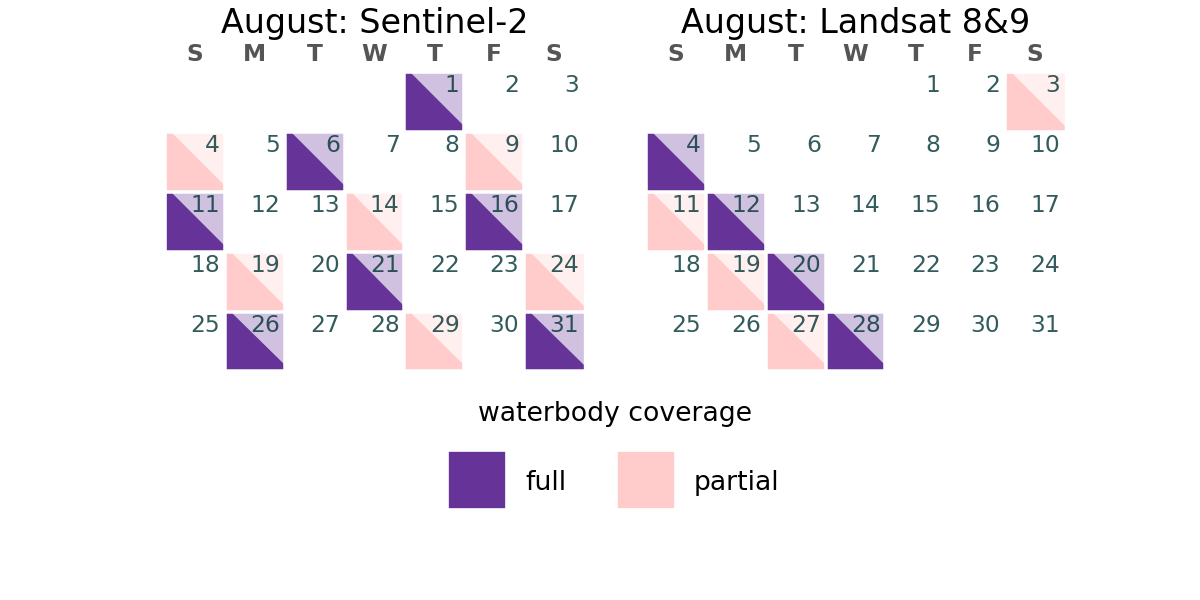 August: Sentinel-2
S M T W T F S
1 2 3
4 5 6 7 8 9 10
11 12 13 14 15 16 17
18 19 20 21 22 23 24
25 26 27 28 29 30 31
August: Landsat 8&9
S M T W T F S
1 2 3
4 5 6 7 8 9 10
11 12 13 14 15 16 17
18 19 20 21 22 23 24
25 26 27 28 29 30 31
waterbody coverage
full partial